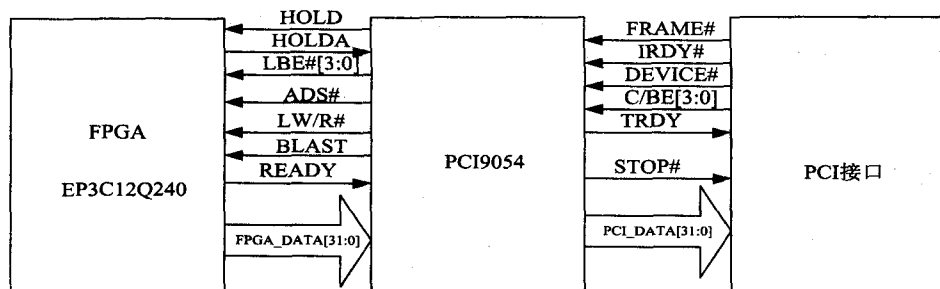 HOLD
HOLDA
LBE#[3:0]
ADS#
LW/R#
BLAST
READY
FPGA_DATA[31:0]
FPGA
EP3C12Q240
PCI9054
FRAME#
IRDY#
DEVICE#
C/BE[3:0]
TRDY
STOP#
PCI_DATA[31:0]
PCI接口